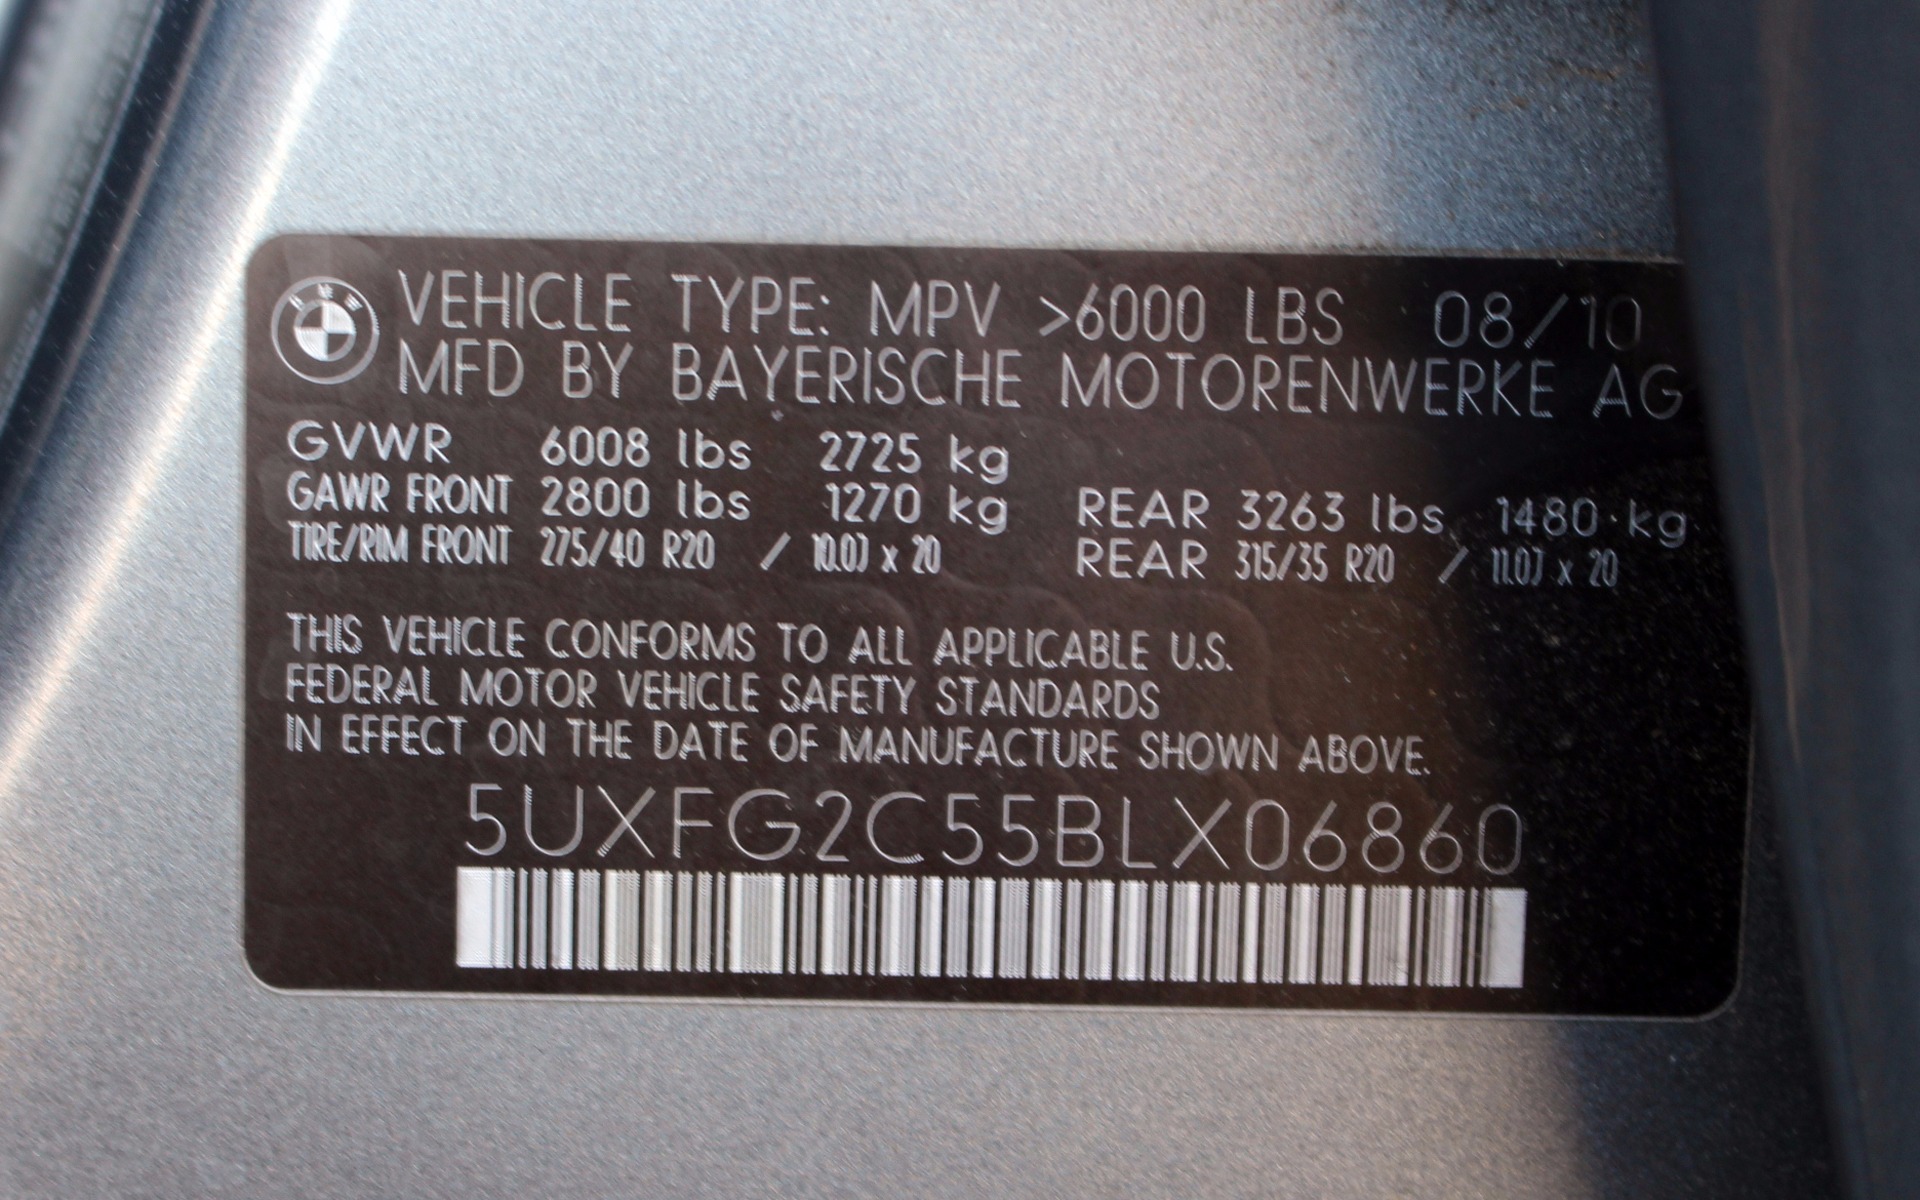 BMW
VEHICLE TYPE: MPV >6000 LBS 08/10
MFD BY BAYERISCHE MOTORENWERKE AG
GVWR 6008 lbs 2725 kg
GAWR FRONT 2800 lbs 1270 kg REAR 3263 lbs 1480 kg
TIRE/RIM FRONT 275/40 R20 / 10.0J x 20 REAR 315/35 R20 / 11.0J x 20
THIS VEHICLE CONFORMS TO ALL APPLICABLE U.S.
FEDERAL MOTOR VEHICLE SAFETY STANDARDS
IN EFFECT ON THE DATE OF MANUFACTURE SHOWN ABOVE.
5UXFG2C55BLX06860